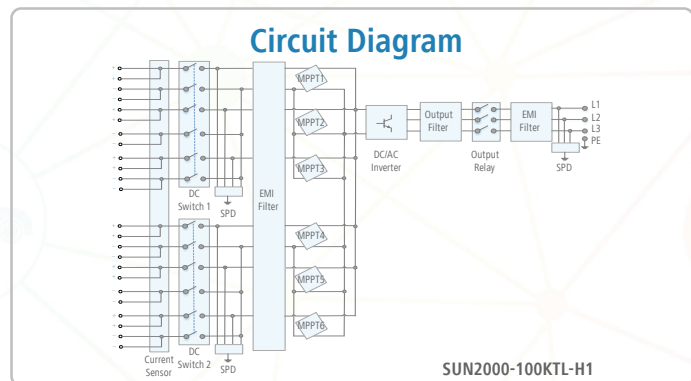 Circuit Diagram
MPPT1
MPPT2
MPPT3
MPPT4
MPPT5
MPPT6
DC
Switch 1
SPD
EMI
Filter
DC/AC
Inverter
Output
Filter
Output
Relay
EMI
Filter
L1
L2
L3
PE
SPD
Current
Sensor
DC
Switch 2
SPD
SUN2000-100KTL-H1